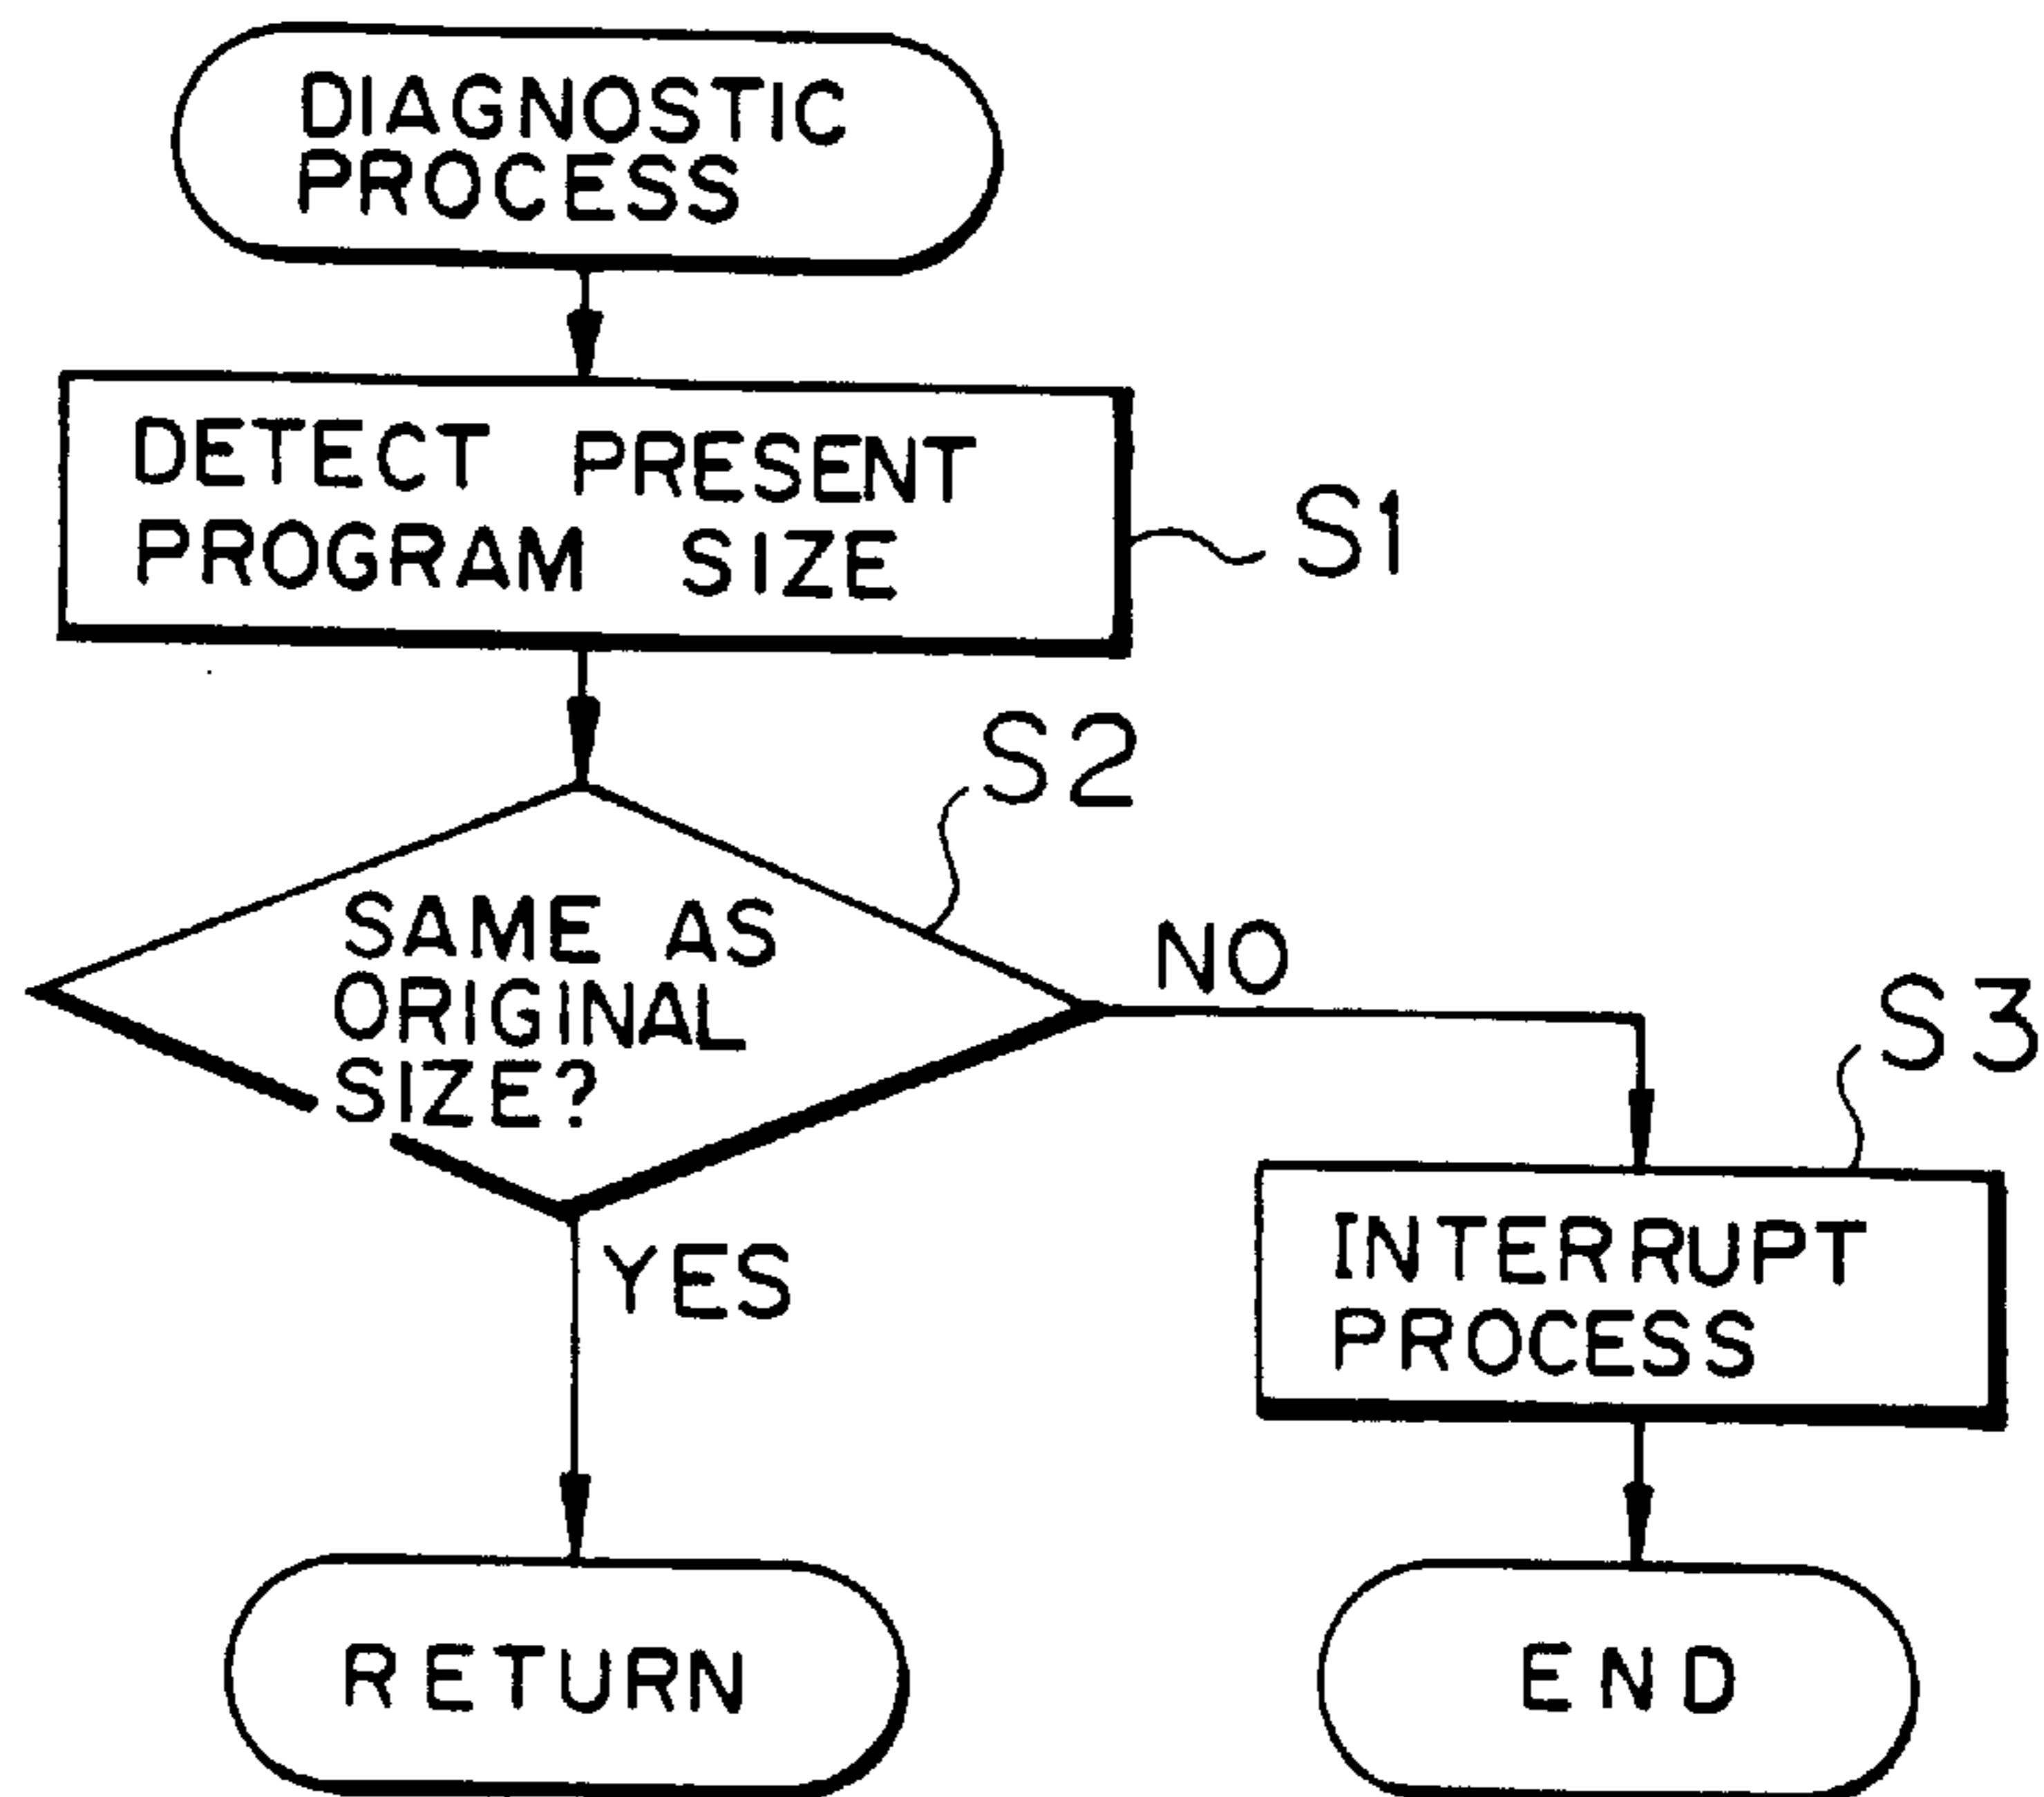 DIAGNOSTIC
PROCESS
DETECT PRESENT
PROGRAM SIZE
S1
S2
SAME AS
ORIGINAL
SIZE?
NO
S3
YES
INTERRUPT
PROCESS
RETURN
END